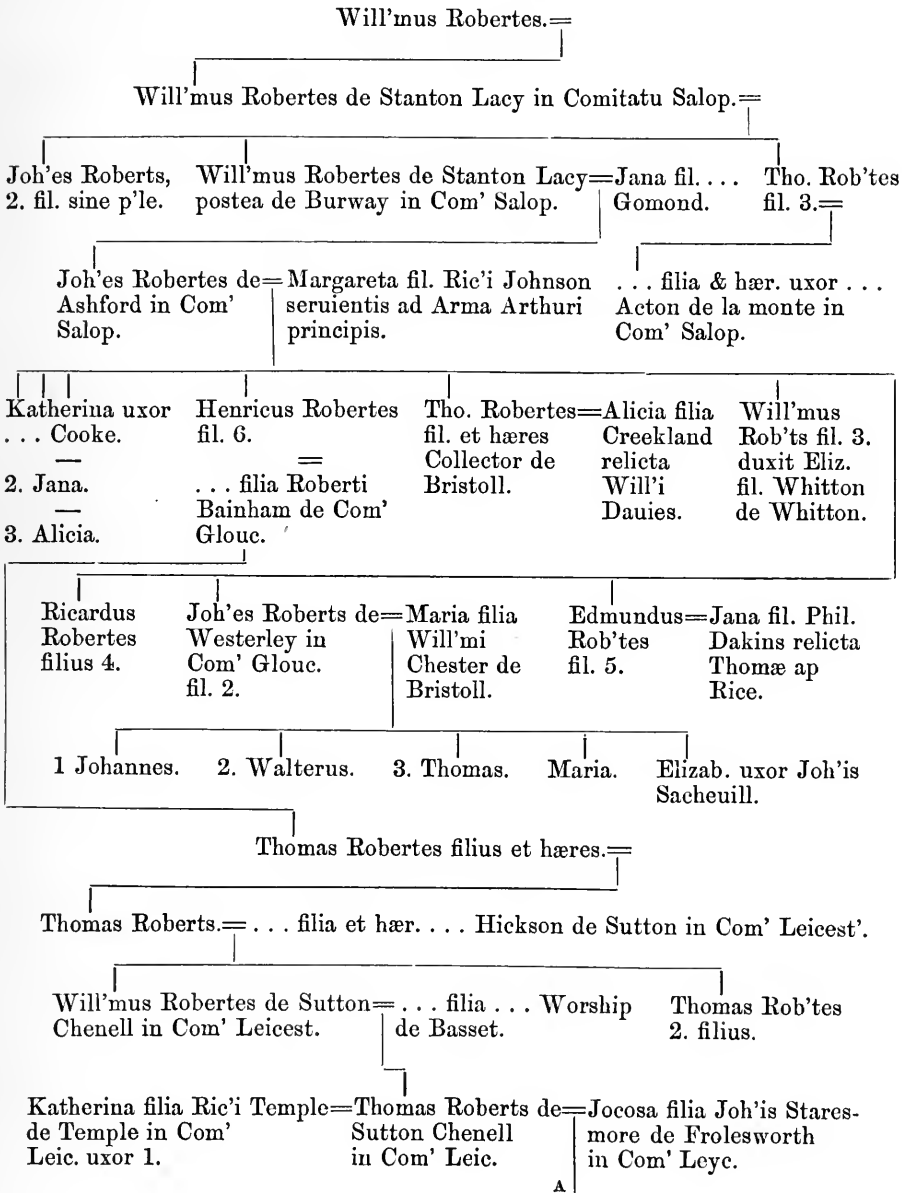 Will'mus Robertes.=
Will'mus Robertes de Stanton Lacy in Comitatu Salop.=
Joh'es Roberts,
2. fil. sine p'le.
Will'mus Robertes de Stanton Lacy=Jana fil. . . .
postea de Burway in Com' Salop. Gomond.
Tho. Rob'tes
fil. 3.=
Joh'es Robertes de=Margareta fil. Ric'i Johnson
Ashford in Com' seruientis ad Arma Arthuri
Salop. principis.
. . . filia & hær. uxor . . .
Acton de la monte in
Com' Salop.
Katherina uxor
. . . Cooke.
—
2. Jana.
—
3. Alicia.
Henricus Robertes
fil. 6.
=
. . . filia Roberti
Bainham de Com'
Glouc.
Tho. Robertes=Alicia filia
fil. et hæres Creekland
Collector de relicta
Bristoll. Will'i
Dauies.
Will'mus
Rob'ts fil. 3.
duxit Eliz.
fil. Whitton
de Whitton.
Ricardus
Robertes
filius 4.
Joh'es Roberts de=Maria filia
Westerley in Will'mi
Com' Glouc. Chester de
fil. 2. Bristoll.
Edmundus=Jana fil. Phil.
Rob'tes Dakins relicta
fil. 5. Thomæ ap
Rice.
1 Johannes. 2. Walterus. 3. Thomas. Maria. Elizab. uxor Joh'is
Sacheuill.
Thomas Robertes filius et hæres.=
Thomas Roberts.= . . . filia et hær. . . . Hickson de Sutton in Com' Leicest'.
Will'mus Robertes de Sutton= . . . filia . . . Worship
Chenell in Com' Leicest. de Basset.
Thomas Rob'tes
2. filius.
Katherina filia Ric'i Temple=Thomas Roberts de=Jocosa filia Joh'is Stares-
de Temple in Com' Sutton Chenell more de Frolesworth
Leic. uxor 1. in Com' Leic. in Com' Leyc.
A